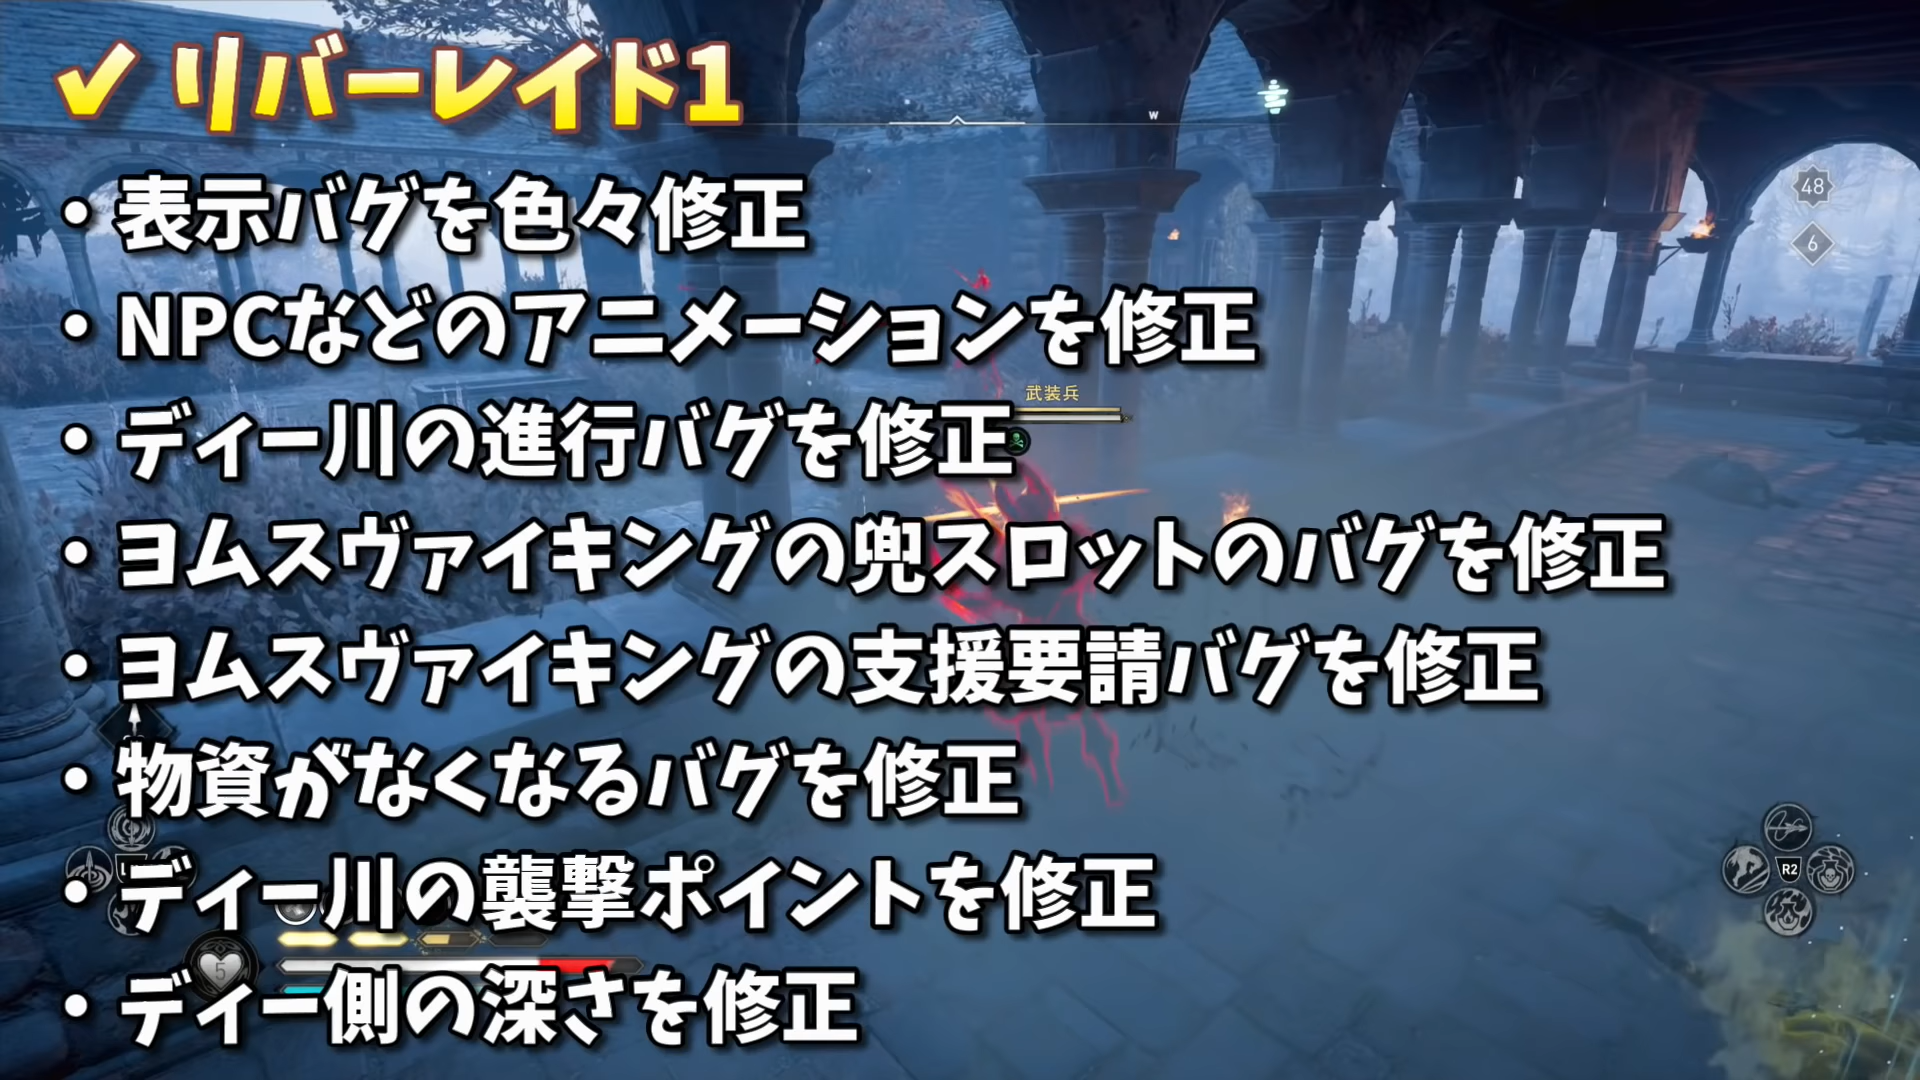 ✓ リバーレイド1
・表示バグを色々修正
・NPCなどのアニメーションを修正
・ディー川の進行バグを修正
・ヨムスヴァイキングの兜スロットのバグを修正
・ヨムスヴァイキングの支援要請バグを修正
・物資がなくなるバグを修正
・ディー川の襲撃ポイントを修正
・ディー側の深さを修正
W
48
6
武装兵
R2
5